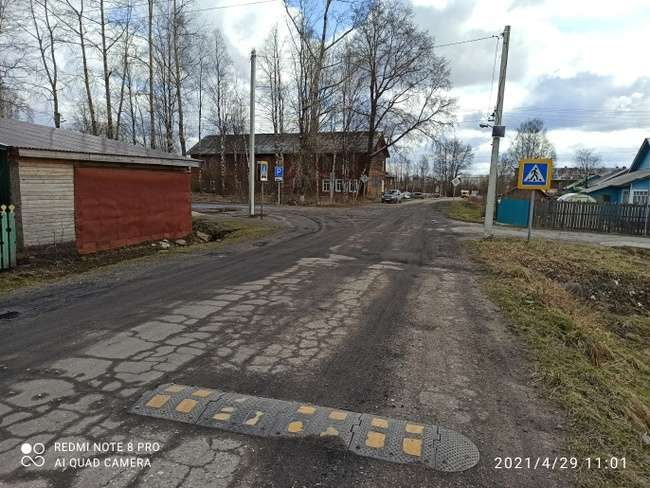 P
REDMI NOTE 8 PRO
AI QUAD CAMERA
2021/4/29 11:01